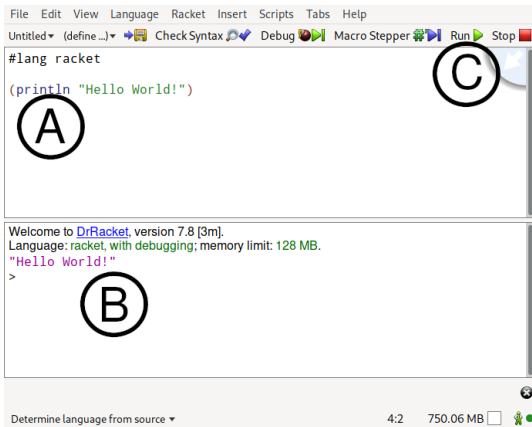 File Edit View Language Racket Insert Scripts Tabs Help
Untitled (define ...) Check Syntax Debug Macro Stepper Run Stop
#lang racket
(println "Hello World!")
A
C
Welcome to DrRacket, version 7.8 [3m].
Language: racket, with debugging; memory limit: 128 MB.
"Hello World!"
>
B
Determine language from source 4:2 750.06 MB